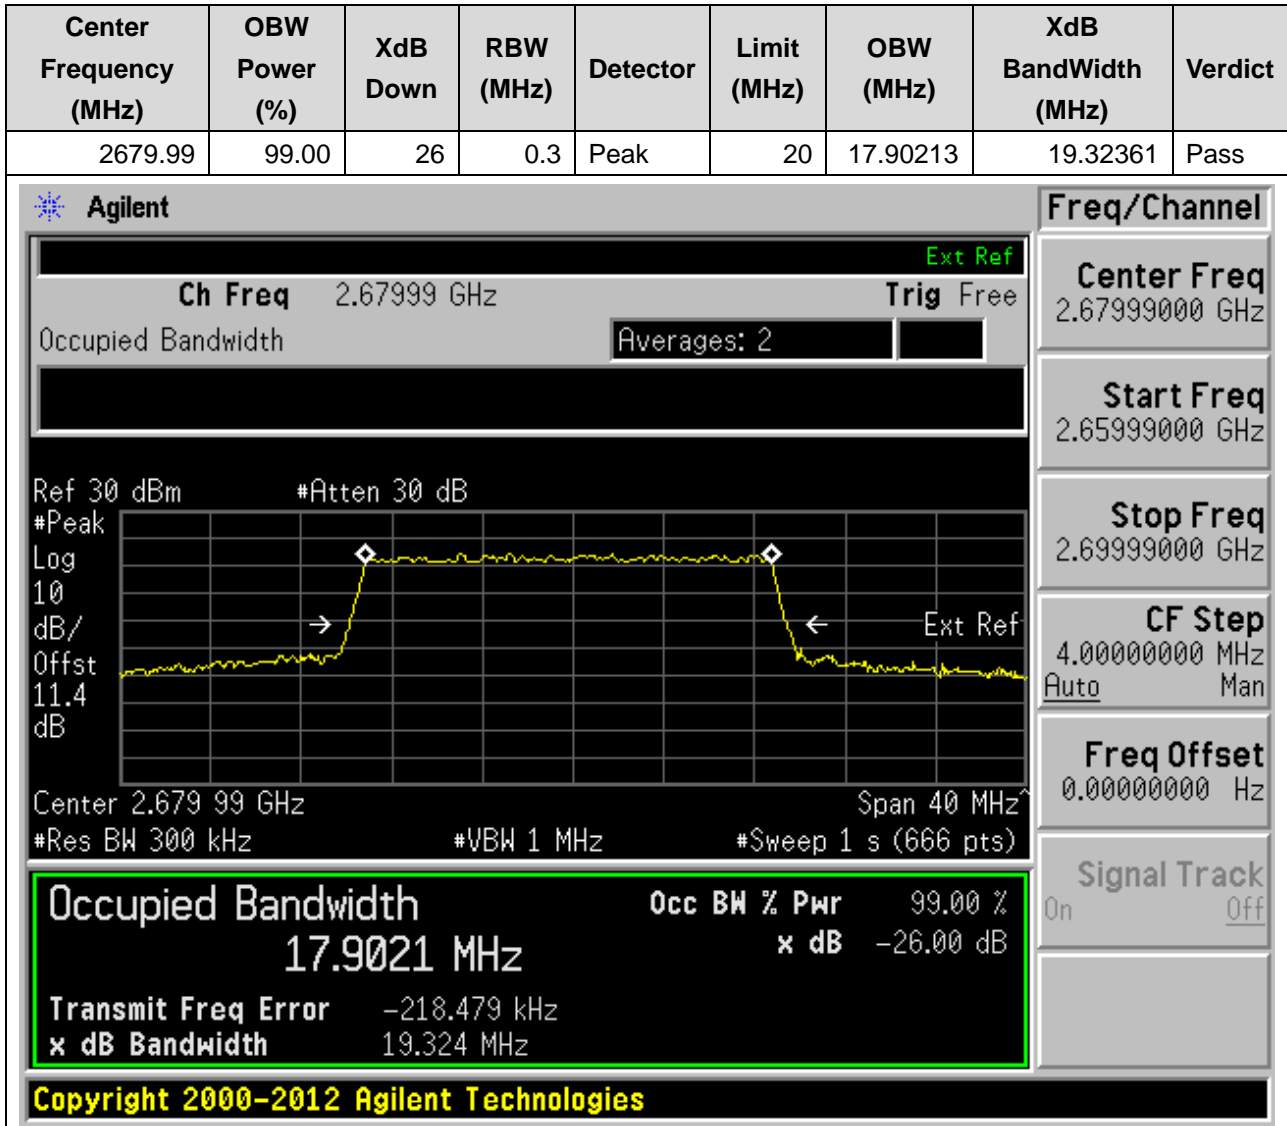 Center Frequency (MHz) OBW Power (%) XdB Down RBW (MHz) Detector Limit (MHz) OBW (MHz) XdB BandWidth (MHz) Verdict
2679.99 99.00 26 0.3 Peak 20 17.90213 19.32361 Pass
Agilent
Freq/Channel
Ext Ref
Ch Freq 2.67999 GHz Trig Free
Occupied Bandwidth Averages: 2
Center Freq
2.67999000 GHz
Start Freq
2.65999000 GHz
Stop Freq
2.69999000 GHz
CF Step
4.00000000 MHz
Auto Man
Freq Offset
0.00000000 Hz
Signal Track
On Off
Ref 30 dBm #Atten 30 dB
#Peak
Log
10
dB/
Offst
11.4
dB
Ext Ref
Center 2.679 99 GHz Span 40 MHz^
#Res BW 300 kHz #VBW 1 MHz #Sweep 1 s (666 pts)
Occupied Bandwidth
17.9021 MHz
Occ BW % Pwr 99.00 %
x dB -26.00 dB
Transmit Freq Error -218.479 kHz
x dB Bandwidth 19.324 MHz
Copyright 2000-2012 Agilent Technologies